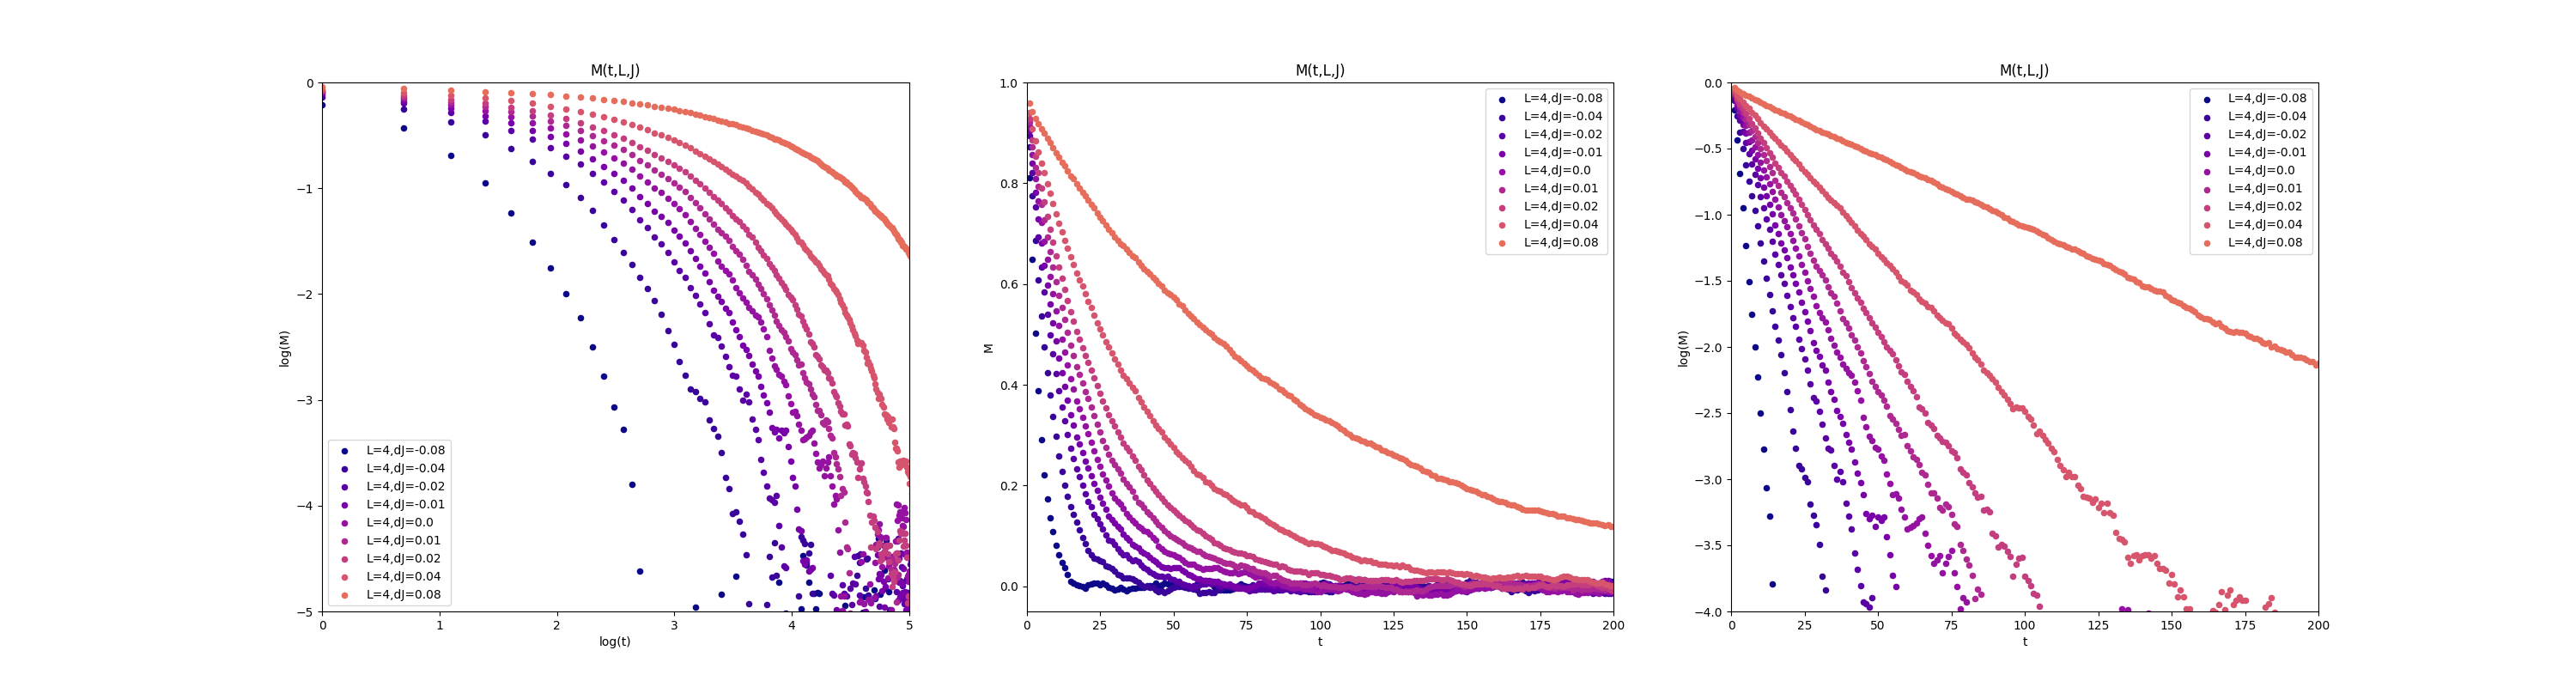 M(t,L,J)
0
−1
−2
−3
−4
−5
log(M)
L=4,dJ=-0.08
L=4,dJ=-0.04
L=4,dJ=-0.02
L=4,dJ=-0.01
L=4,dJ=0.0
L=4,dJ=0.01
L=4,dJ=0.02
L=4,dJ=0.04
L=4,dJ=0.08
0 1 2 3 4 5
log(t)
M(t,L,J)
1.0
0.8
0.6
0.4
0.2
0.0
M
L=4,dJ=-0.08
L=4,dJ=-0.04
L=4,dJ=-0.02
L=4,dJ=-0.01
L=4,dJ=0.0
L=4,dJ=0.01
L=4,dJ=0.02
L=4,dJ=0.04
L=4,dJ=0.08
0 25 50 75 100 125 150 175 200
t
M(t,L,J)
0.0
−0.5
−1.0
−1.5
−2.0
−2.5
−3.0
−3.5
−4.0
log(M)
L=4,dJ=-0.08
L=4,dJ=-0.04
L=4,dJ=-0.02
L=4,dJ=-0.01
L=4,dJ=0.0
L=4,dJ=0.01
L=4,dJ=0.02
L=4,dJ=0.04
L=4,dJ=0.08
0 25 50 75 100 125 150 175 200
t